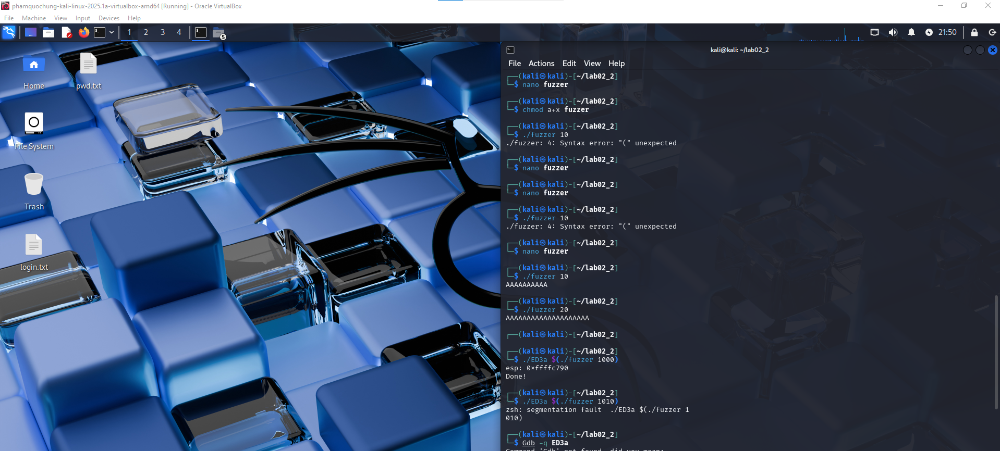 phamquochung-kali-linux-2025.1a-virtualbox-amd64 [Running] - Oracle VirtualBox
File Machine View Input Devices Help
1 2 3 4 5 21:50
Home
pwd.txt
File System
Trash
login.txt
kali@kali: ~/lab02_2
File Actions Edit View Help
┌──(kali㉿kali)-[~/lab02_2]
└─$ nano fuzzer
┌──(kali㉿kali)-[~/lab02_2]
└─$ chmod a+x fuzzer
┌──(kali㉿kali)-[~/lab02_2]
└─$ ./fuzzer 10
./fuzzer: 4: Syntax error: "(" unexpected
┌──(kali㉿kali)-[~/lab02_2]
└─$ nano fuzzer
┌──(kali㉿kali)-[~/lab02_2]
└─$ nano fuzzer
┌──(kali㉿kali)-[~/lab02_2]
└─$ ./fuzzer 10
./fuzzer: 4: Syntax error: "(" unexpected
┌──(kali㉿kali)-[~/lab02_2]
└─$ nano fuzzer
┌──(kali㉿kali)-[~/lab02_2]
└─$ ./fuzzer 10
AAAAAAAAAA
┌──(kali㉿kali)-[~/lab02_2]
└─$ ./fuzzer 20
AAAAAAAAAAAAAAAAAAAA
┌──(kali㉿kali)-[~/lab02_2]
┌──(kali㉿kali)-[~/lab02_2]
└─$ ./ED3a $(./fuzzer 1000)
esp: 0×ffffc790
Done!
┌──(kali㉿kali)-[~/lab02_2]
└─$ ./ED3a $(./fuzzer 1010)
zsh: segmentation fault  ./ED3a $(./fuzzer 1
010)
┌──(kali㉿kali)-[~/lab02_2]
└─$ Gdb -q ED3a
Command 'Gdb' not found, did you mean: